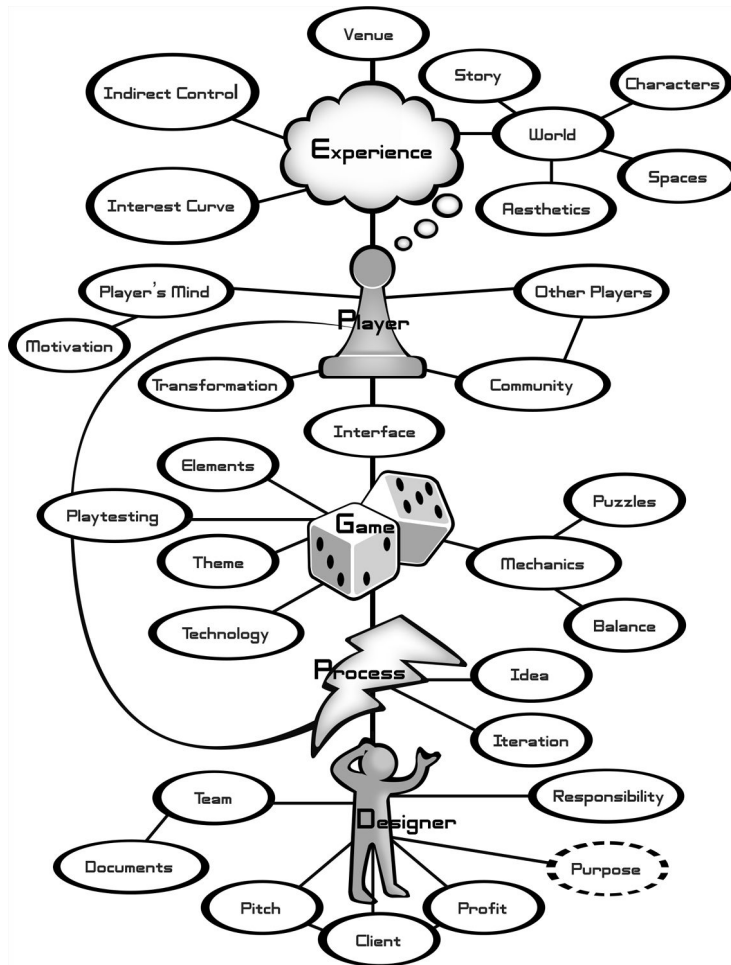 Venue
Story
Characters
Indirect Control
World
Experience
Spaces
Interest Curve
Aesthetics
Player's Mind
Other Players
Player
Motivation
Transformation
Community
Interface
Elements
Puzzles
Playtesting
Game
Theme
Mechanics
Technology
Balance
Process
Idea
Iteration
Team
Responsibility
Designer
Documents
Purpose
Pitch
Profit
Client